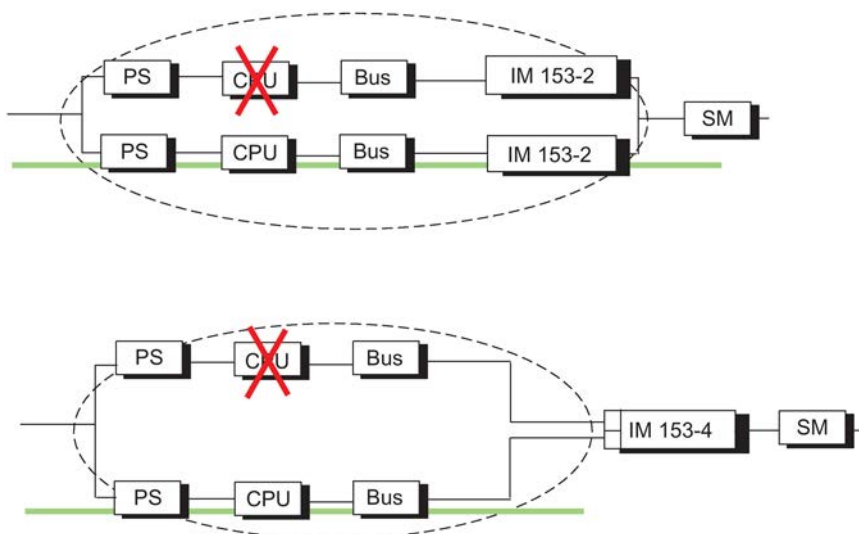 PS CPU Bus IM 153-2
SM
PS CPU Bus IM 153-2
PS CPU Bus
IM 153-4 SM
PS CPU Bus